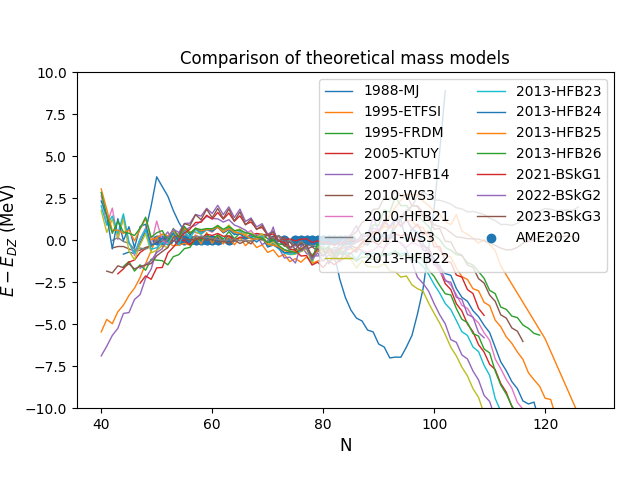 Comparison of theoretical mass models
E − E_DZ (MeV)
10.0
7.5
5.0
2.5
0.0
−2.5
−5.0
−7.5
−10.0
1988-MJ
1995-ETFSI
1995-FRDM
2005-KTUY
2007-HFB14
2010-WS3
2010-HFB21
2011-WS3
2013-HFB22
2013-HFB23
2013-HFB24
2013-HFB25
2013-HFB26
2021-BSkG1
2022-BSkG2
2023-BSkG3
AME2020
40
60
80
100
120
N